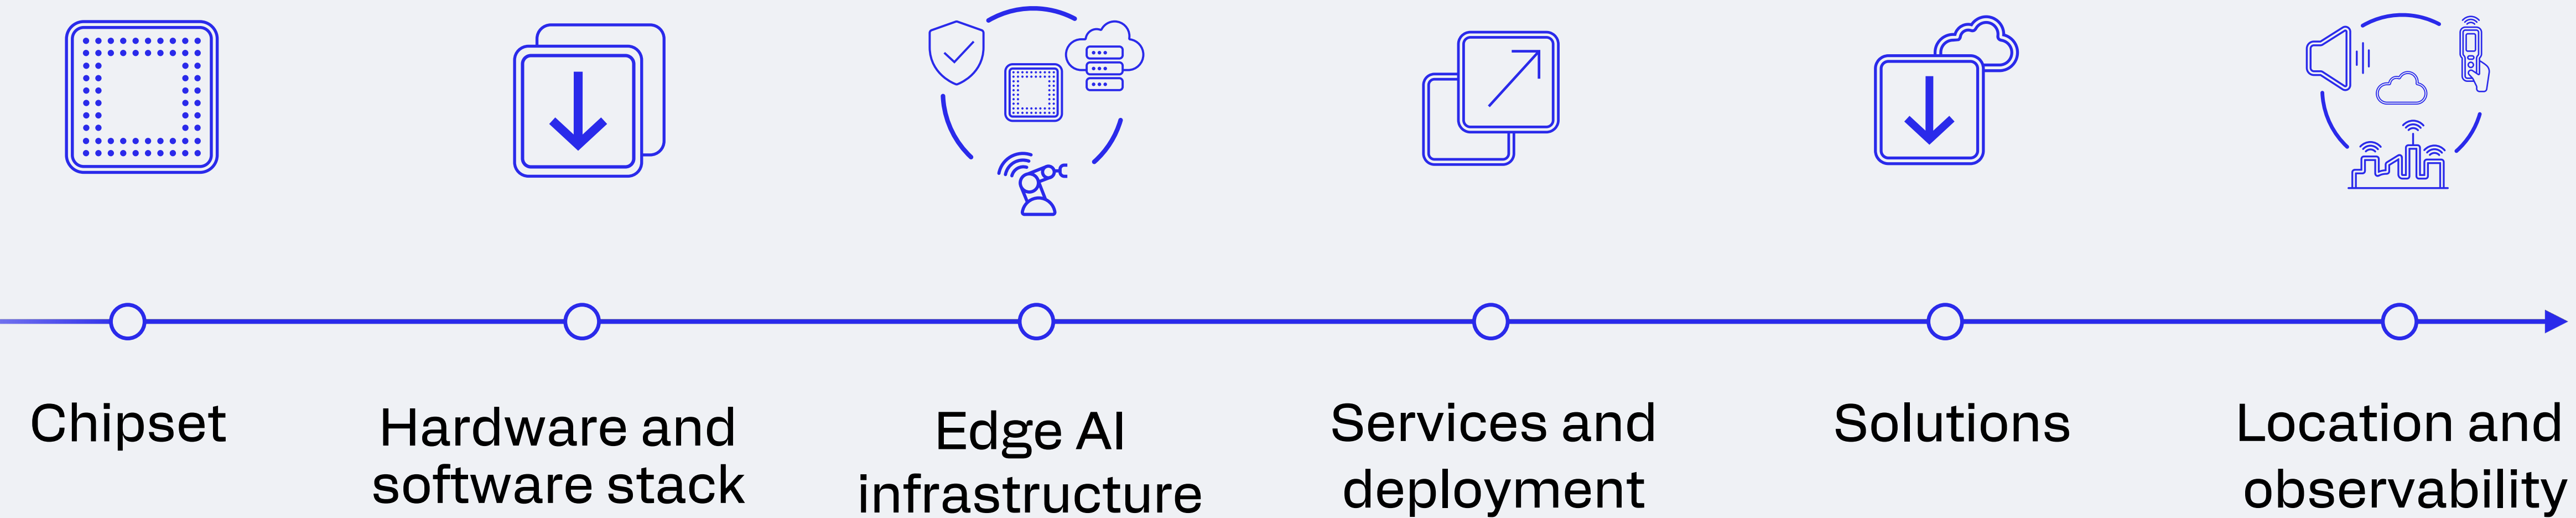 Chipset
Hardware and
software stack
Edge AI
infrastructure
Services and
deployment
Solutions
Location and
observability